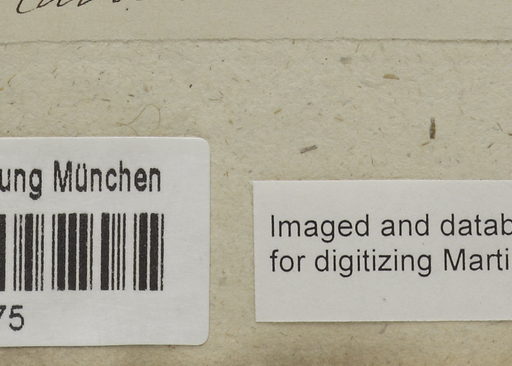 ung München
75
Imaged and datab
for digitizing Marti